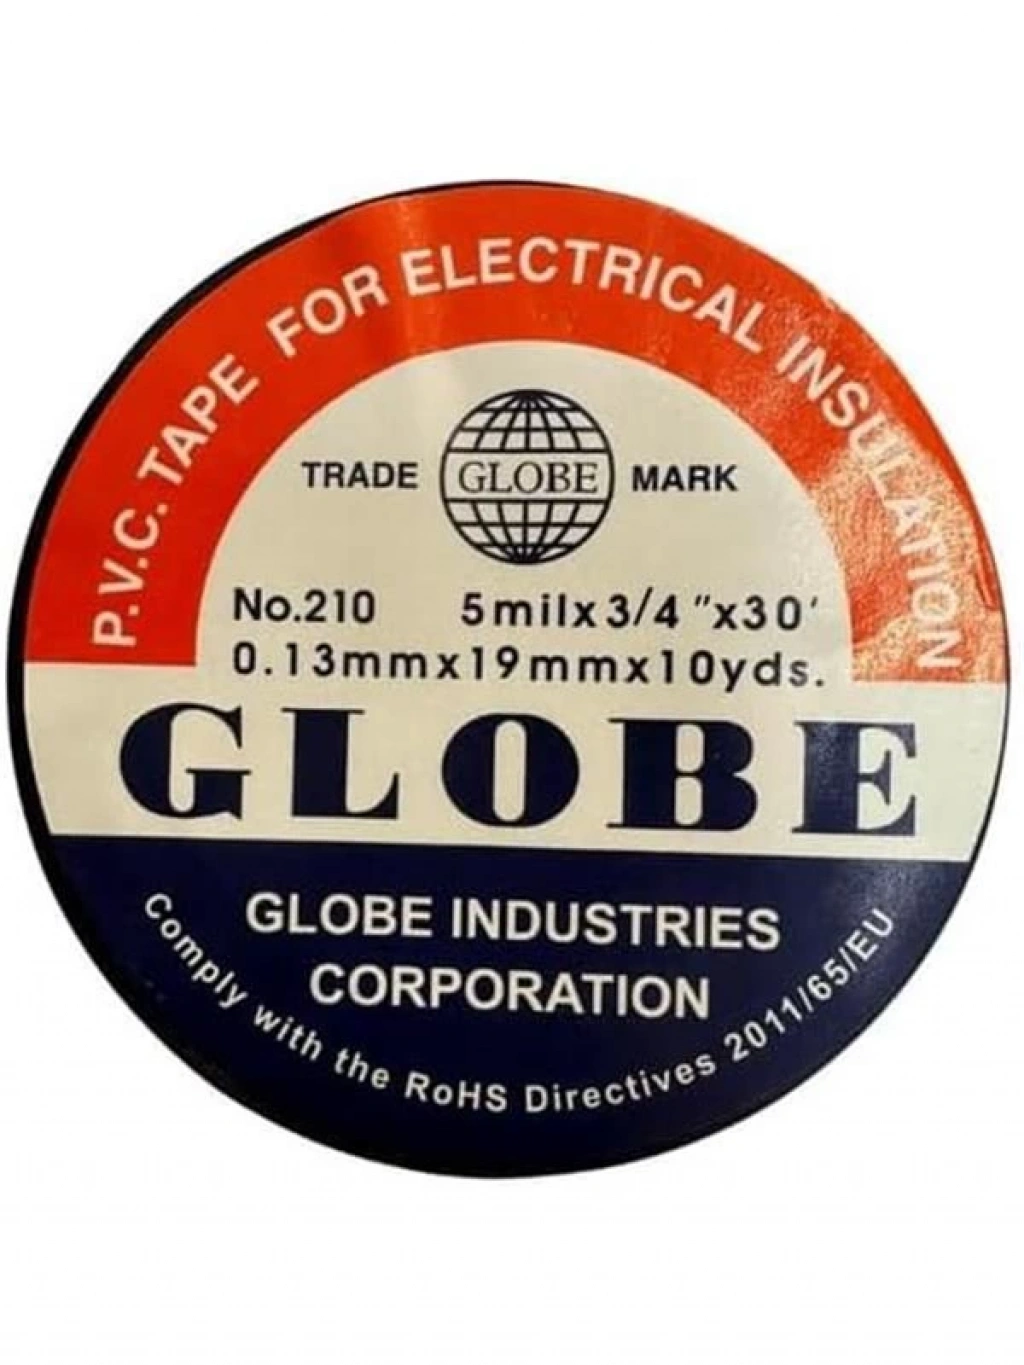 P.V.C. TAPE FOR ELECTRICAL INSULATION
TRADE GLOBE MARK
No.210 5milx3/4"x30'
0.13mmx19mmx10yds.
GLOBE
GLOBE INDUSTRIES
CORPORATION
Comply with the RoHS Directives 2011/65/EU